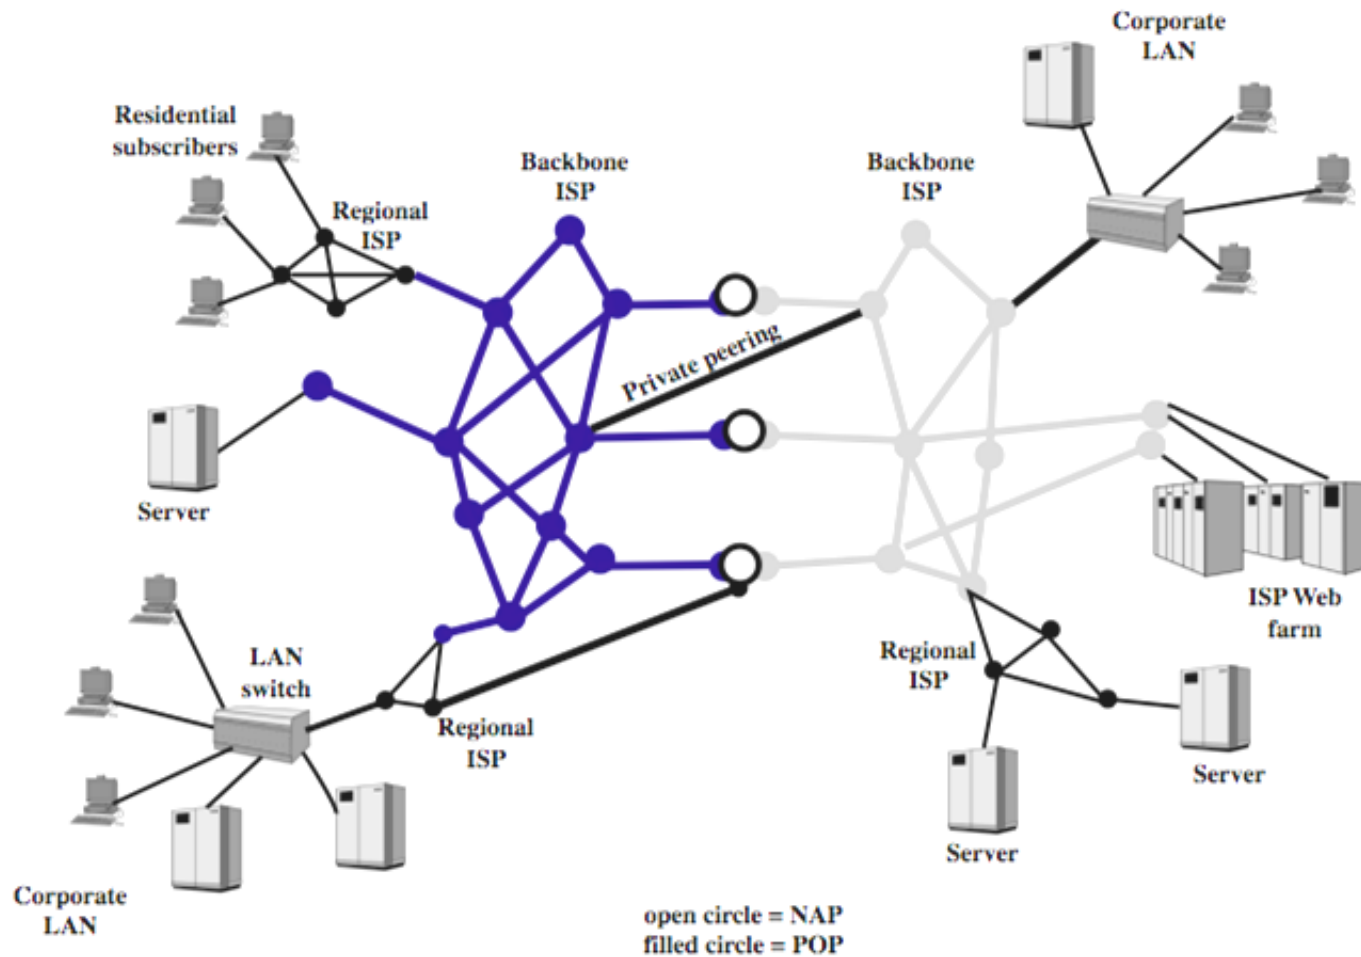 Corporate
LAN
Residential
subscribers
Backbone
ISP
Backbone
ISP
Regional
ISP
Private peering
Server
ISP Web
farm
LAN
switch
Regional
ISP
Regional
ISP
Server
Server
Corporate
LAN
open circle = NAP
filled circle = POP